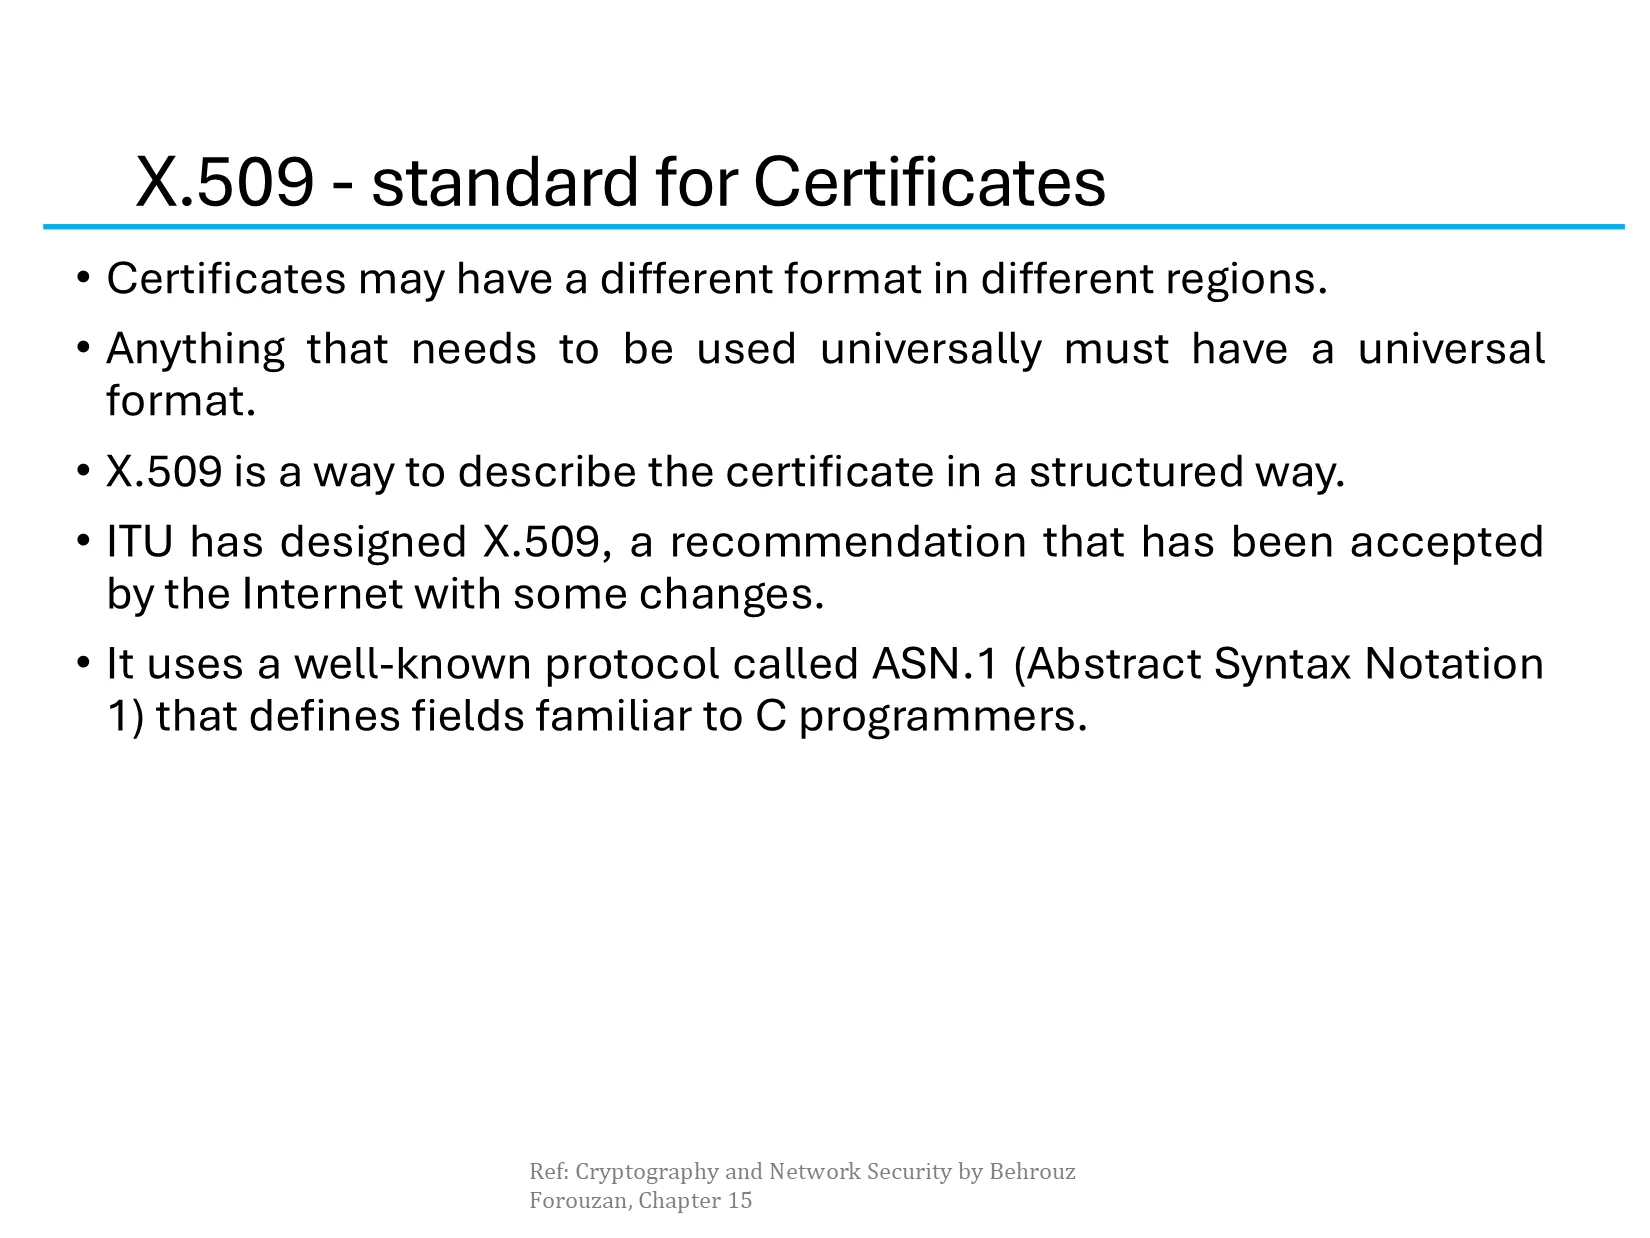 X.509 - standard for Certificates
• Certificates may have a different format in different regions.
• Anything that needs to be used universally must have a universal
format.
• X.509 is a way to describe the certificate in a structured way.
• ITU has designed X.509, a recommendation that has been accepted
by the Internet with some changes.
• It uses a well-known protocol called ASN.1 (Abstract Syntax Notation
1) that defines fields familiar to C programmers.
Ref: Cryptography and Network Security by Behrouz
Forouzan, Chapter 15